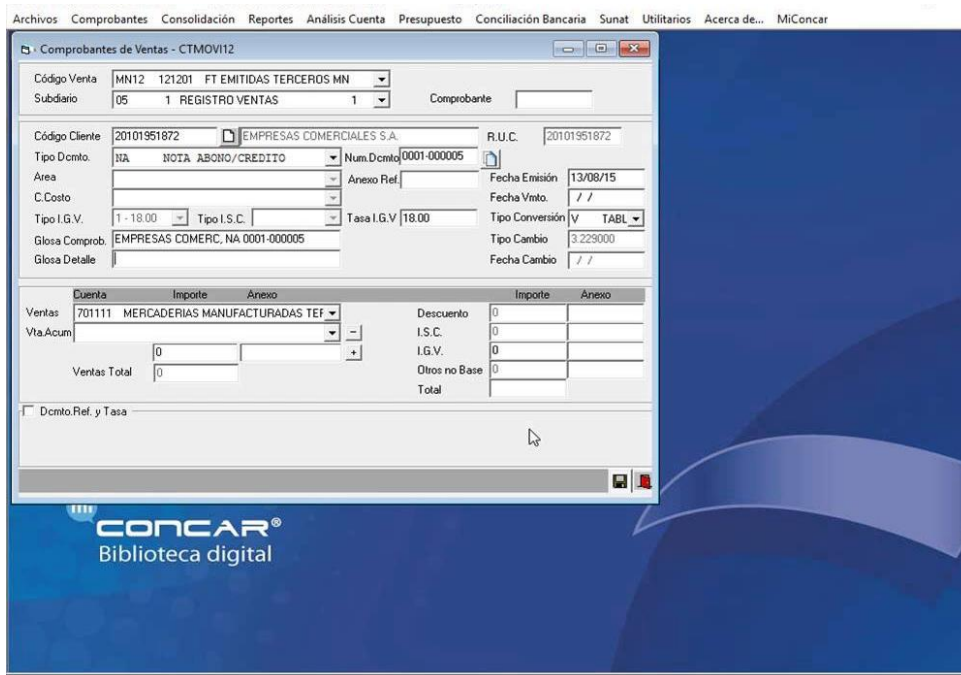 Archivos Comprobantes Consolidación Reportes Análisis Cuenta Presupuesto Conciliación Bancaria Sunat Utilitarios Acerca de... MiConcar
Comprobantes de Ventas - CTMOVI12
Código Venta MN12 121201 FT EMITIDAS TERCEROS MN
Subdiario 05 1 REGISTRO VENTAS 1 Comprobante
Código Cliente 20101951872 EMPRESAS COMERCIALES S.A. R.U.C. 20101951872
Tipo Dcmto. NA NOTA ABONO/CREDITO Num.Dcmto 0001-000005
Area Anexo Ref. Fecha Emisión 13/08/15
C.Costo Fecha Vmto. / /
Tipo I.G.V. 1 - 18.00 Tipo I.S.C. Tasa I.G.V 18.00 Tipo Conversión V TABL
Glosa Comprob. EMPRESAS COMERC, NA 0001-000005 Tipo Cambio 3.229000
Glosa Detalle Fecha Cambio / /
Cuenta Importe Anexo Importe Anexo
Ventas 701111 MERCADERIAS MANUFACTURADAS TEF Descuento 0
Vta.Acum - I.S.C. 0
0 + I.G.V. 0
Ventas Total 0 Otros no Base 0
Total
Dcmto.Ref. y Tasa
CONCAR®
Biblioteca digital